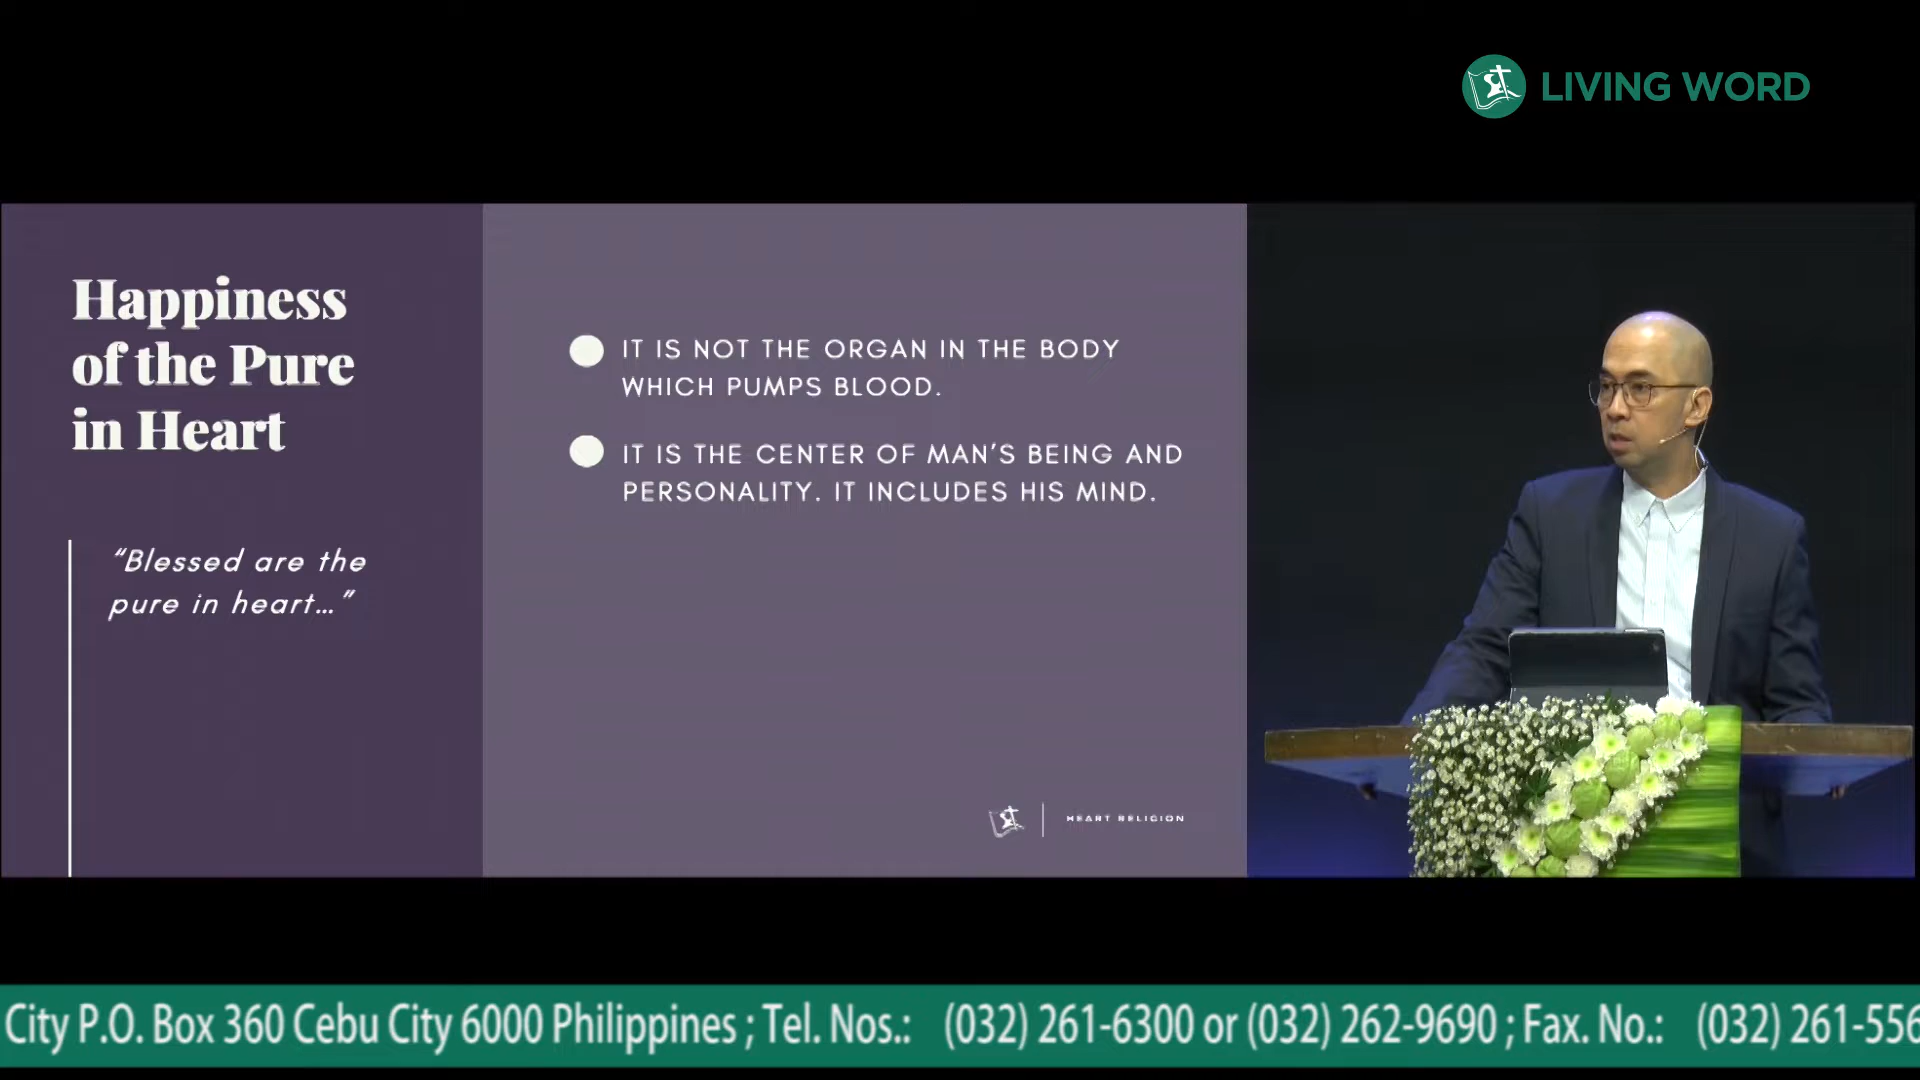 LIVING WORD
Happiness
of the Pure
in Heart
“Blessed are the
pure in heart...”
IT IS NOT THE ORGAN IN THE BODY
WHICH PUMPS BLOOD.
IT IS THE CENTER OF MAN’S BEING AND
PERSONALITY. IT INCLUDES HIS MIND.
HEART RELIGION
City P.O. Box 360 Cebu City 6000 Philippines ; Tel. Nos.: (032) 261-6300 or (032) 262-9690 ; Fax. No.: (032) 261-556